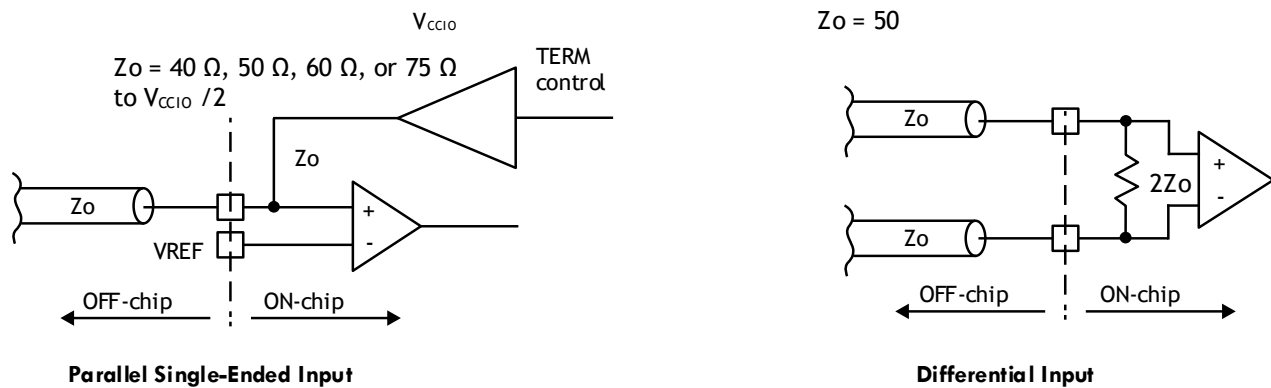 VCCIO
Zo = 40 Ω, 50 Ω, 60 Ω, or 75 Ω
to VCCIO /2
TERM
control
Zo
Zo
+
-
VREF
OFF-chip
ON-chip
Parallel Single-Ended Input
Zo = 50
Zo
Zo
2Zo
+
-
OFF-chip
ON-chip
Differential Input